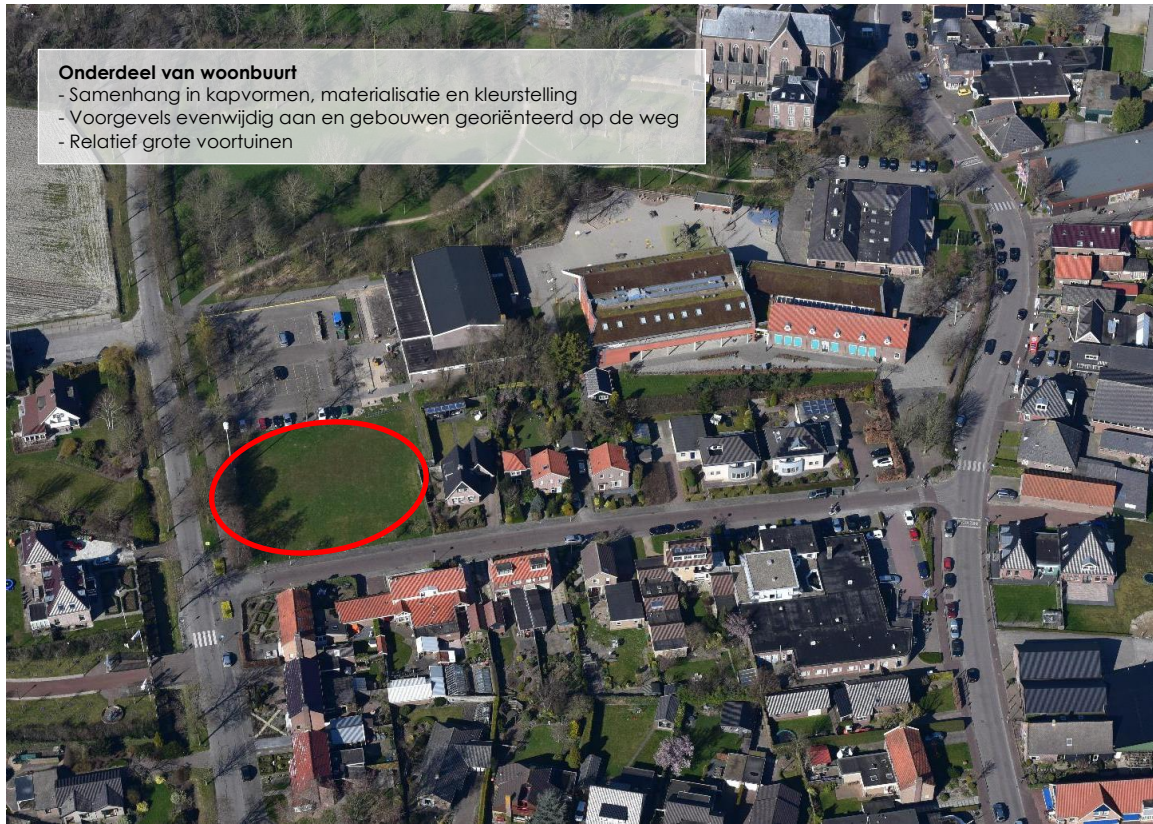 Onderdeel van woonbuurt
- Samenhang in kapvormen, materialisatie en kleurstelling
- Voorgevels evenwijdig aan en gebouwen georiënteerd op de weg
- Relatief grote voortuinen